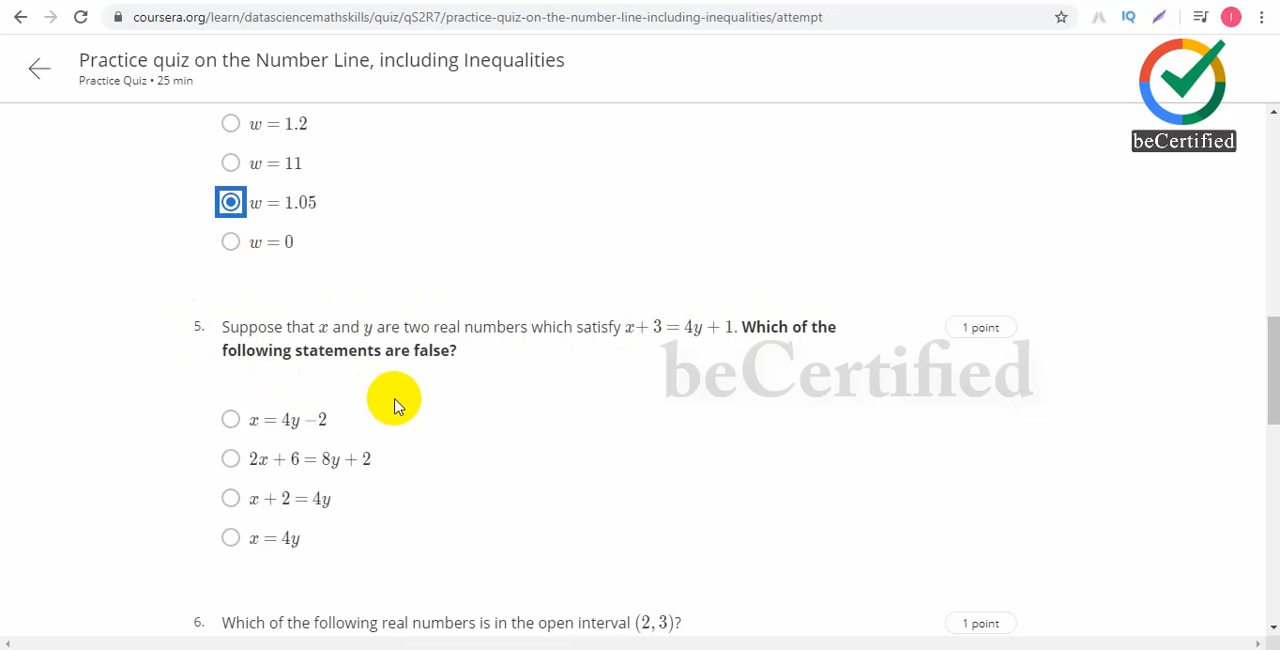 coursera.org/learn/datasciencemathskills/quiz/qS2R7/practice-quiz-on-the-number-line-including-inequalities/attempt
IQ
I
Practice quiz on the Number Line, including Inequalities
Practice Quiz • 25 min
beCertified
w = 1.2
w = 11
w = 1.05
w = 0
5. Suppose that x and y are two real numbers which satisfy x+ 3 = 4y + 1. Which of the 1 point
following statements are false?
beCertified
x = 4y −2
2x + 6 = 8y + 2
x + 2 = 4y
x = 4y
6. Which of the following real numbers is in the open interval (2, 3)? 1 point